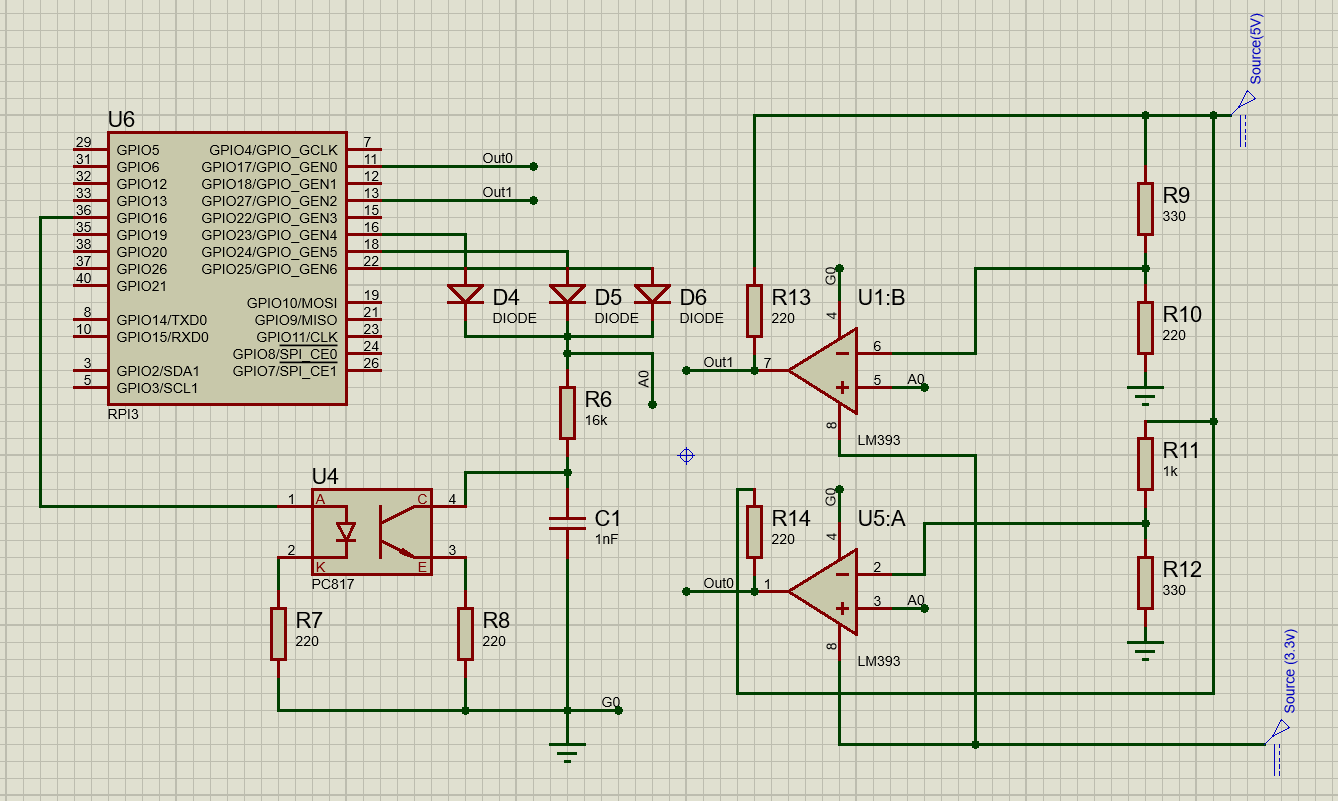 Source(5V)
U6
29 GPIO5 GPIO4/GPIO_GCLK 7
31 GPIO6 GPIO17/GPIO_GEN0 11 Out0
32 GPIO12 GPIO18/GPIO_GEN1 12
33 GPIO13 GPIO27/GPIO_GEN2 13 Out1
36 GPIO16 GPIO22/GPIO_GEN3 15
35 GPIO19 GPIO23/GPIO_GEN4 16
38 GPIO20 GPIO24/GPIO_GEN5 18
37 GPIO26 GPIO25/GPIO_GEN6 22
40 GPIO21
GPIO10/MOSI 19
8 GPIO14/TXD0 GPIO9/MISO 21
10 GPIO15/RXD0 GPIO11/CLK 23
GPIO8/SPI_CE0 24
3 GPIO2/SDA1 GPIO7/SPI_CE1 26
5 GPIO3/SCL1
RPI3
D4
DIODE
D5
DIODE
D6
DIODE
A0
R6
16k
U4
1 A C 4
2 K E 3
PC817
C1
1nF
R7
220
R8
220
G0
R9
330
R10
220
R13
220
G0
4
U1:B
Out1 7
6
5 A0
8
LM393
R11
1k
R12
330
R14
220
G0
4
U5:A
Out0 1
2
3 A0
8
LM393
Source (3.3v)